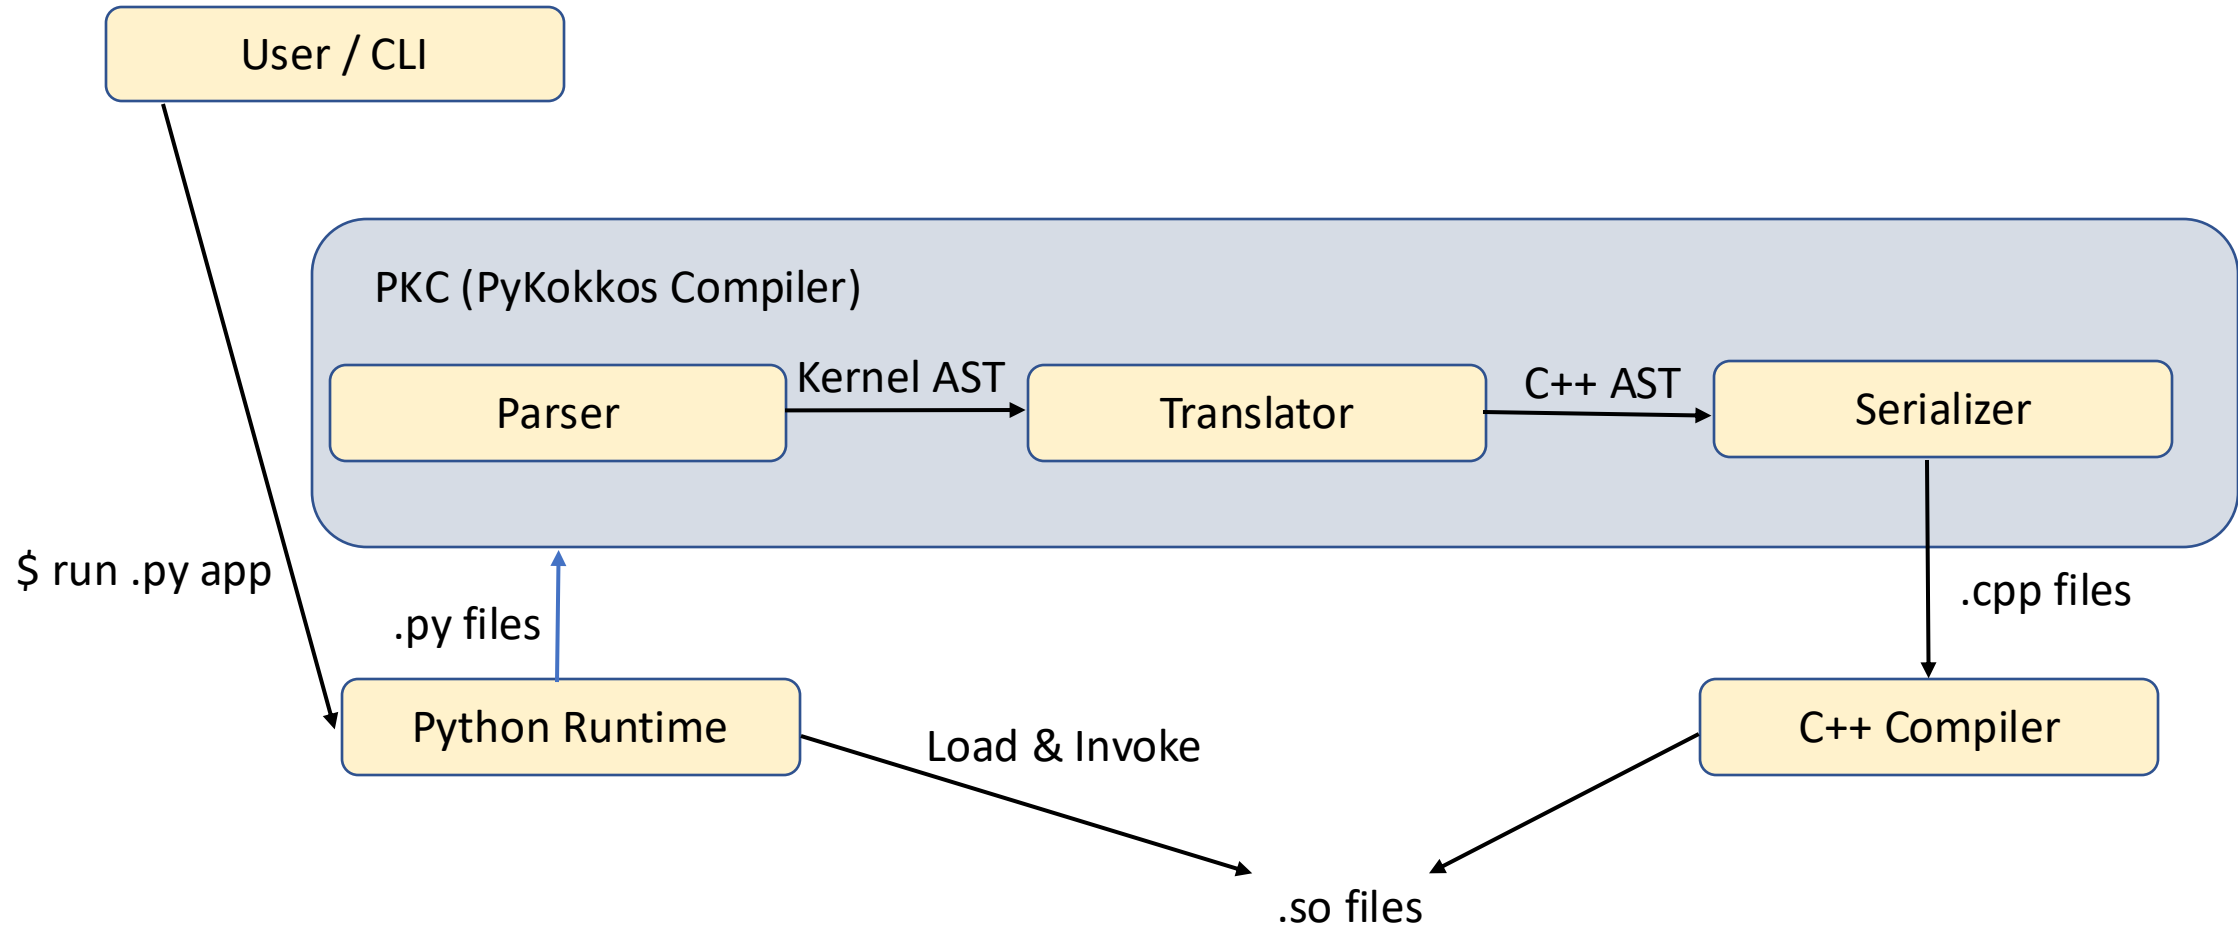 User / CLI
PKC (PyKokkos Compiler)
Parser
Kernel AST
Translator
C++ AST
Serializer
$ run .py app
.py files
.cpp files
Python Runtime
Load & Invoke
C++ Compiler
.so files